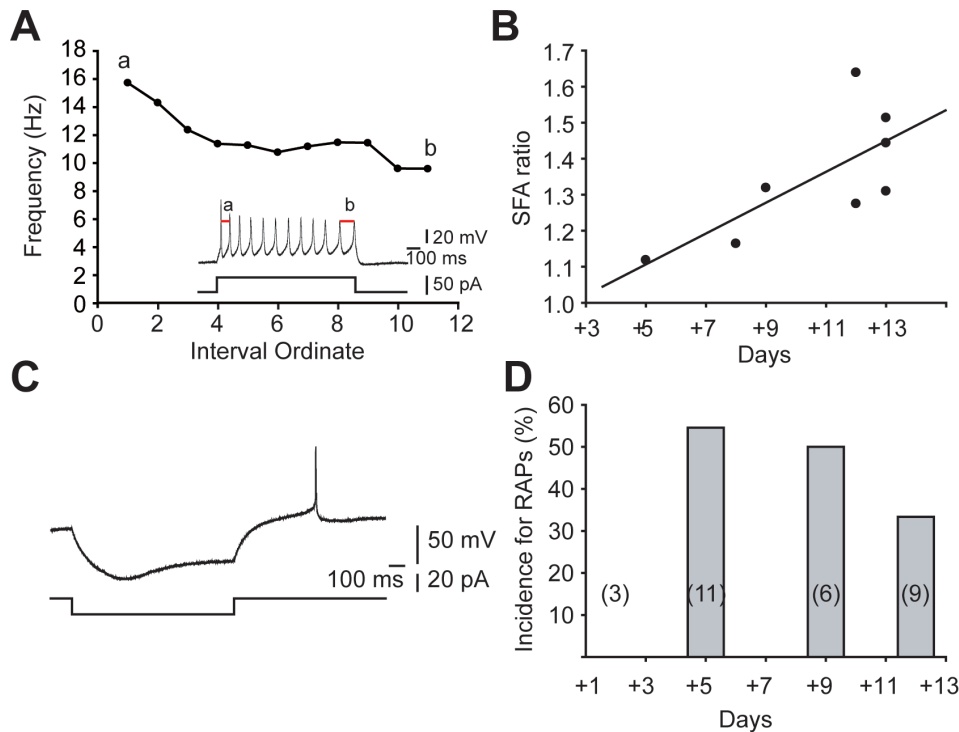 A
Frequency (Hz)
18
16
14
12
10
8
6
4
2
0
a
b
a
b
20 mV
100 ms
50 pA
0 2 4 6 8 10 12
Interval Ordinate
B
SFA ratio
1.7
1.6
1.5
1.4
1.3
1.2
1.1
1.0
+3 +5 +7 +9 +11 +13
Days
C
50 mV
100 ms
20 pA
D
Incidence for RAPs (%)
60
50
40
30
20
10
(3) (11) (6) (9)
+1 +3 +5 +7 +9 +11 +13
Days